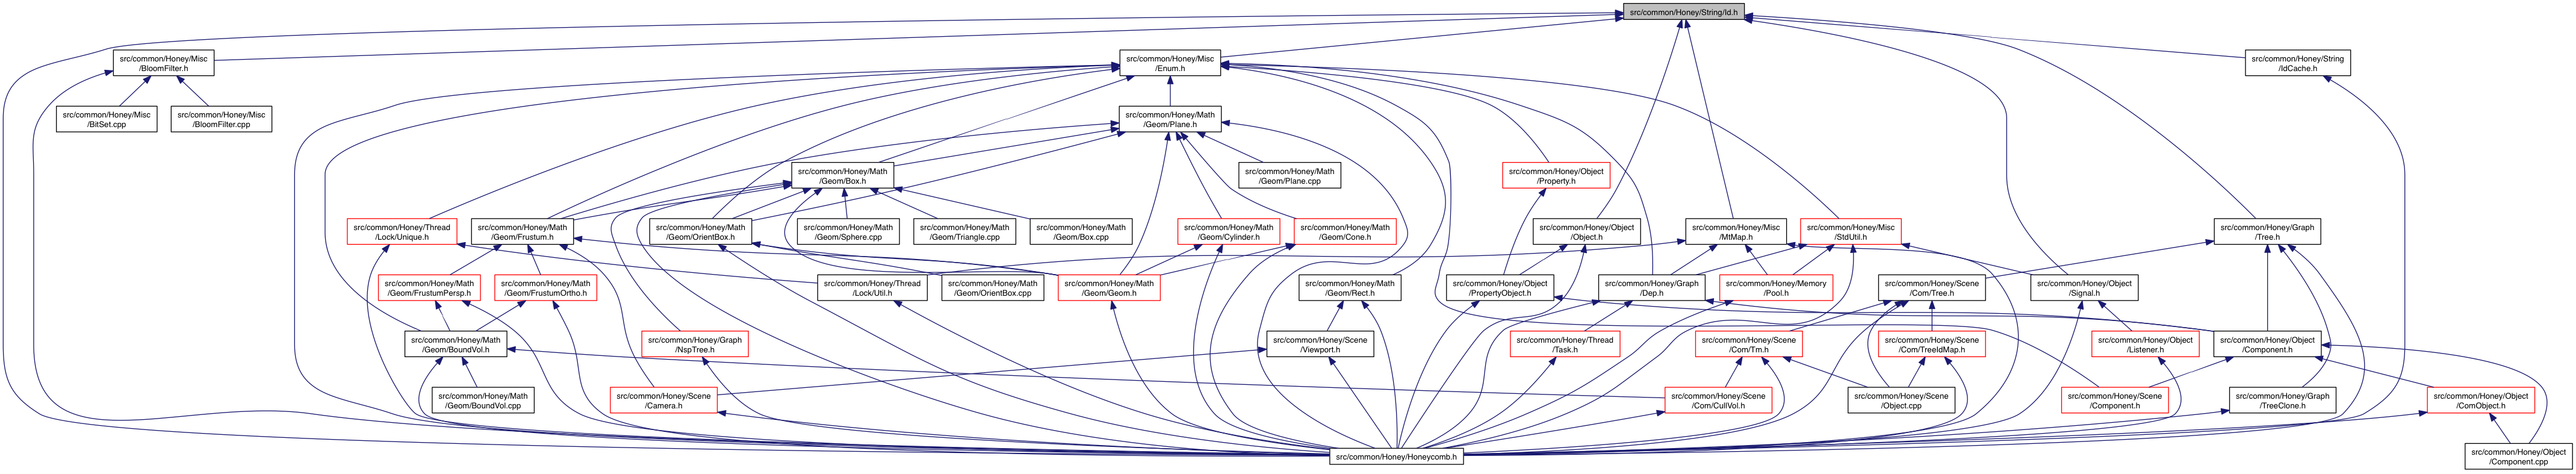 src/common/Honey/String/Id.h
src/common/Honey/Misc
/BloomFilter.h
src/common/Honey/Misc
/Enum.h
src/common/Honey/String
/IdCache.h
src/common/Honey/Misc
/BitSet.cpp
src/common/Honey/Misc
/BloomFilter.cpp
src/common/Honey/Math
/Geom/Plane.h
src/common/Honey/Math
/Geom/Box.h
src/common/Honey/Math
/Geom/Plane.cpp
src/common/Honey/Object
/Property.h
src/common/Honey/Thread
/Lock/Unique.h
src/common/Honey/Math
/Geom/Frustum.h
src/common/Honey/Math
/Geom/OrientBox.h
src/common/Honey/Math
/Geom/Sphere.cpp
src/common/Honey/Math
/Geom/Triangle.cpp
src/common/Honey/Math
/Geom/Box.cpp
src/common/Honey/Math
/Geom/Cylinder.h
src/common/Honey/Math
/Geom/Cone.h
src/common/Honey/Object
/Object.h
src/common/Honey/Misc
/MtMap.h
src/common/Honey/Misc
/StdUtil.h
src/common/Honey/Graph
/Tree.h
src/common/Honey/Math
/Geom/FrustumPersp.h
src/common/Honey/Math
/Geom/FrustumOrtho.h
src/common/Honey/Thread
/Lock/Util.h
src/common/Honey/Math
/Geom/OrientBox.cpp
src/common/Honey/Math
/Geom/Geom.h
src/common/Honey/Math
/Geom/Rect.h
src/common/Honey/Object
/PropertyObject.h
src/common/Honey/Graph
/Dep.h
src/common/Honey/Memory
/Pool.h
src/common/Honey/Scene
/Com/Tree.h
src/common/Honey/Object
/Signal.h
src/common/Honey/Math
/Geom/BoundVol.h
src/common/Honey/Graph
/NspTree.h
src/common/Honey/Scene
/Viewport.h
src/common/Honey/Thread
/Task.h
src/common/Honey/Scene
/Com/Tm.h
src/common/Honey/Scene
/Com/TreeIdMap.h
src/common/Honey/Object
/Listener.h
src/common/Honey/Object
/Component.h
src/common/Honey/Math
/Geom/BoundVol.cpp
src/common/Honey/Scene
/Camera.h
src/common/Honey/Scene
/Com/CullVol.h
src/common/Honey/Scene
/Object.cpp
src/common/Honey/Scene
/Component.h
src/common/Honey/Graph
/TreeClone.h
src/common/Honey/Object
/ComObject.h
src/common/Honey/Honeycomb.h
src/common/Honey/Object
/Component.cpp